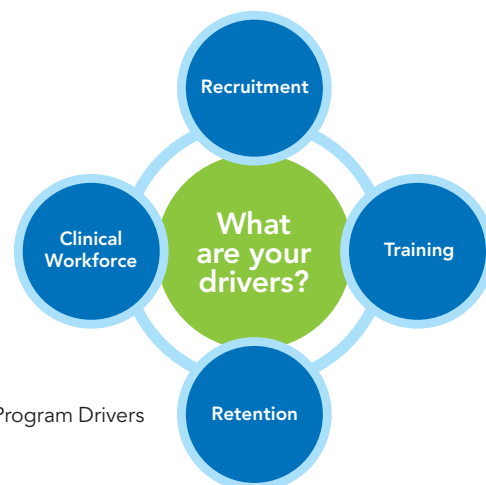 Recruitment
Clinical
Workforce
What
are your
drivers?
Training
Program Drivers
Retention